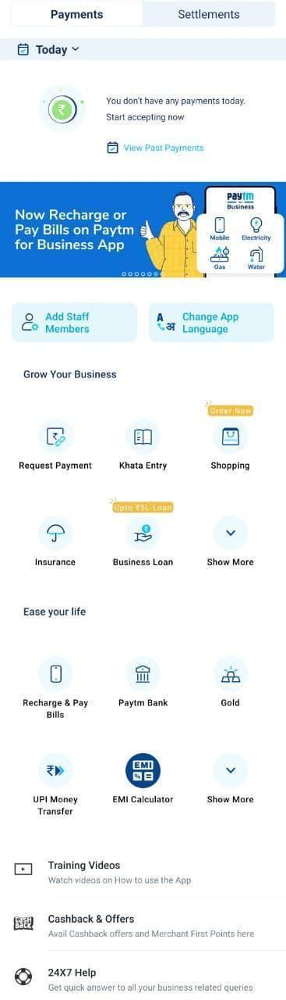 Payments Settlements
Today
₹
You don't have any payments today.
Start accepting now
View Past Payments
Now Recharge or
Pay Bills on Paytm
for Business App
paytm
Business
Mobile Electricity
Gas Water
Add Staff
Members
A
अ
Change App
Language
Grow Your Business
Order Now
Request Payment Khata Entry Shopping
Upto ₹5L Loan
Insurance Business Loan Show More
Ease your life
Recharge & Pay
Bills
Paytm Bank
Gold
₹
EMI
%
UPI Money
Transfer
EMI Calculator
Show More
Training Videos
Watch videos on How to use the App
CASH
BACK
Cashback & Offers
Avail Cashback offers and Merchant First Points here
24X7 Help
Get quick answer to all your business related queries